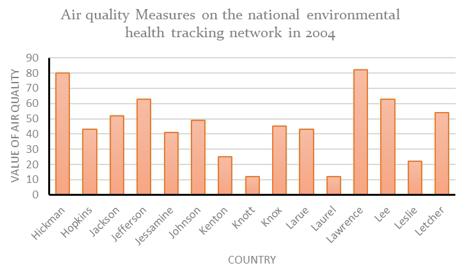 Air quality Measures on the national environmental
health tracking network in 2004
VALUE OF AIR QUALITY
90
80
70
60
50
40
30
20
10
0
Hickman
Hopkins
Jackson
Jefferson
Jessamine
Johnson
Kenton
Knott
Knox
Larue
Laurel
Lawrence
Lee
Leslie
Letcher
COUNTRY